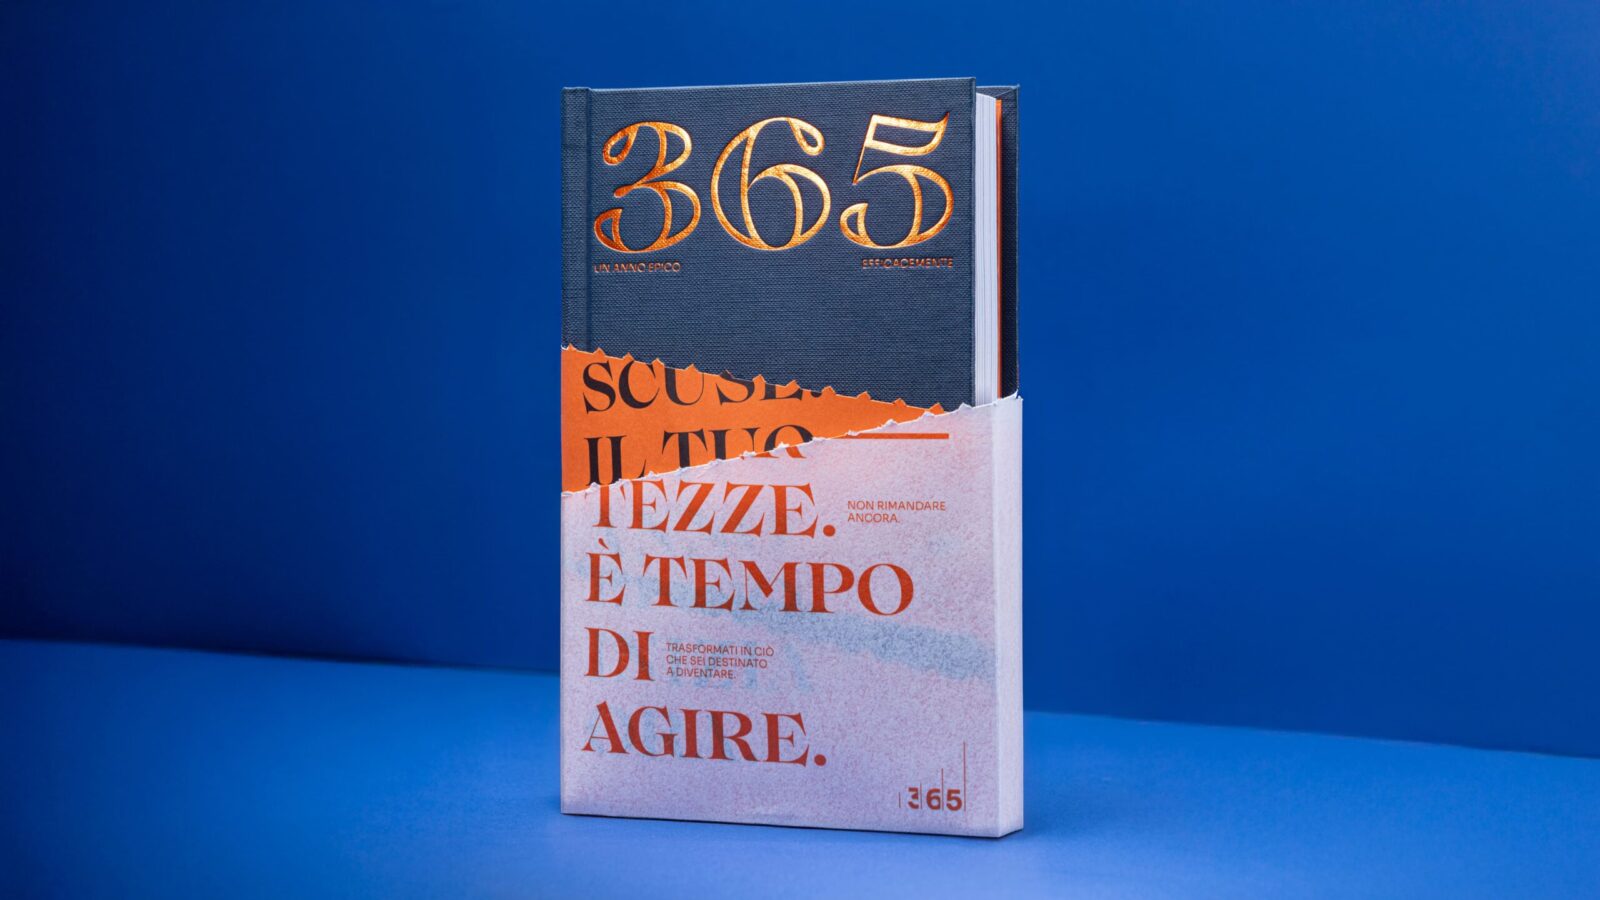 365
UN ANNO EPICO
EFFICACEMENTE
SCUSE.
IL TUO
TEZZE.
NON RIMANDARE
ANCORA.
È TEMPO
DI
TRASFORMATI IN CIÒ
CHE SEI DESTINATO
A DIVENTARE.
AGIRE.
365